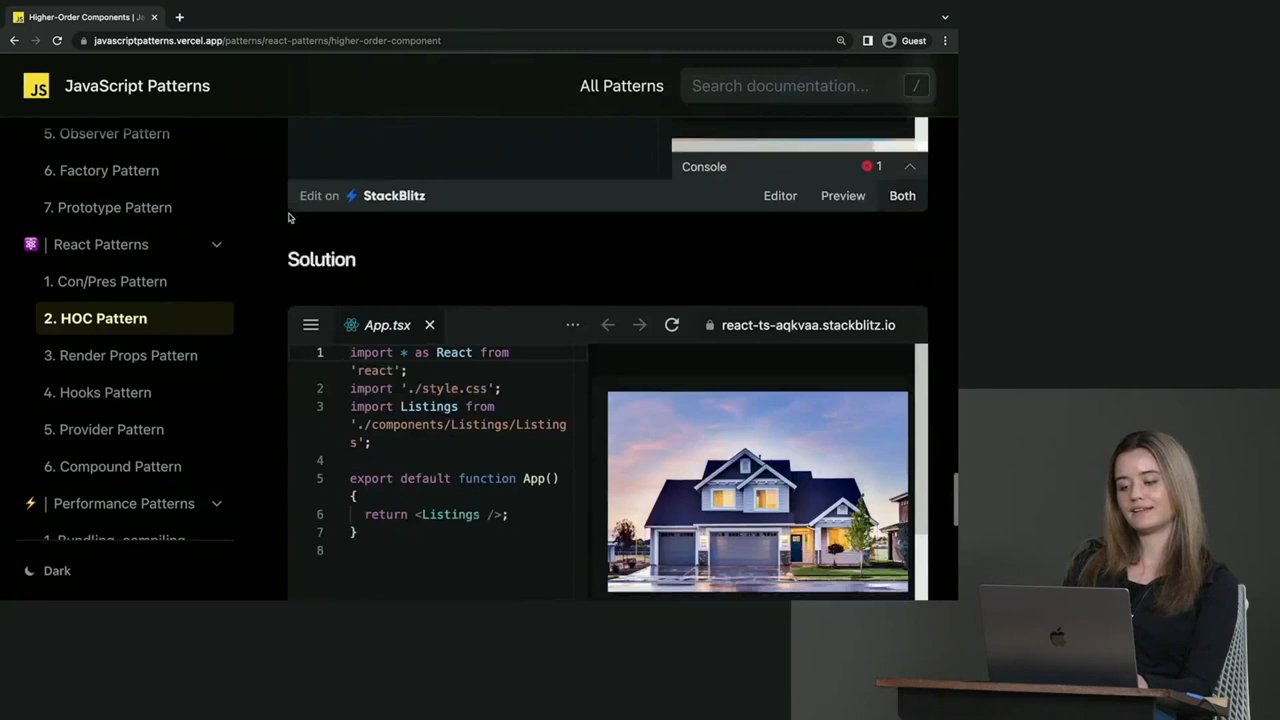 Higher-Order Components | Ja
javascriptpatterns.vercel.app/patterns/react-patterns/higher-order-component
Guest
JS
JavaScript Patterns
All Patterns
Search documentation...
/
5. Observer Pattern
6. Factory Pattern
7. Prototype Pattern
React Patterns
1. Con/Pres Pattern
2. HOC Pattern
3. Render Props Pattern
4. Hooks Pattern
5. Provider Pattern
6. Compound Pattern
Performance Patterns
1. Bundling, compiling
Dark
Console
1
Edit on StackBlitz
Editor
Preview
Both
Solution
App.tsx
react-ts-aqkvaa.stackblitz.io
1 import * as React from
'react';
2 import './style.css';
3 import Listings from
'./components/Listings/Listing
s';
4
5 export default function App()
{
6 return <Listings />;
7 }
8